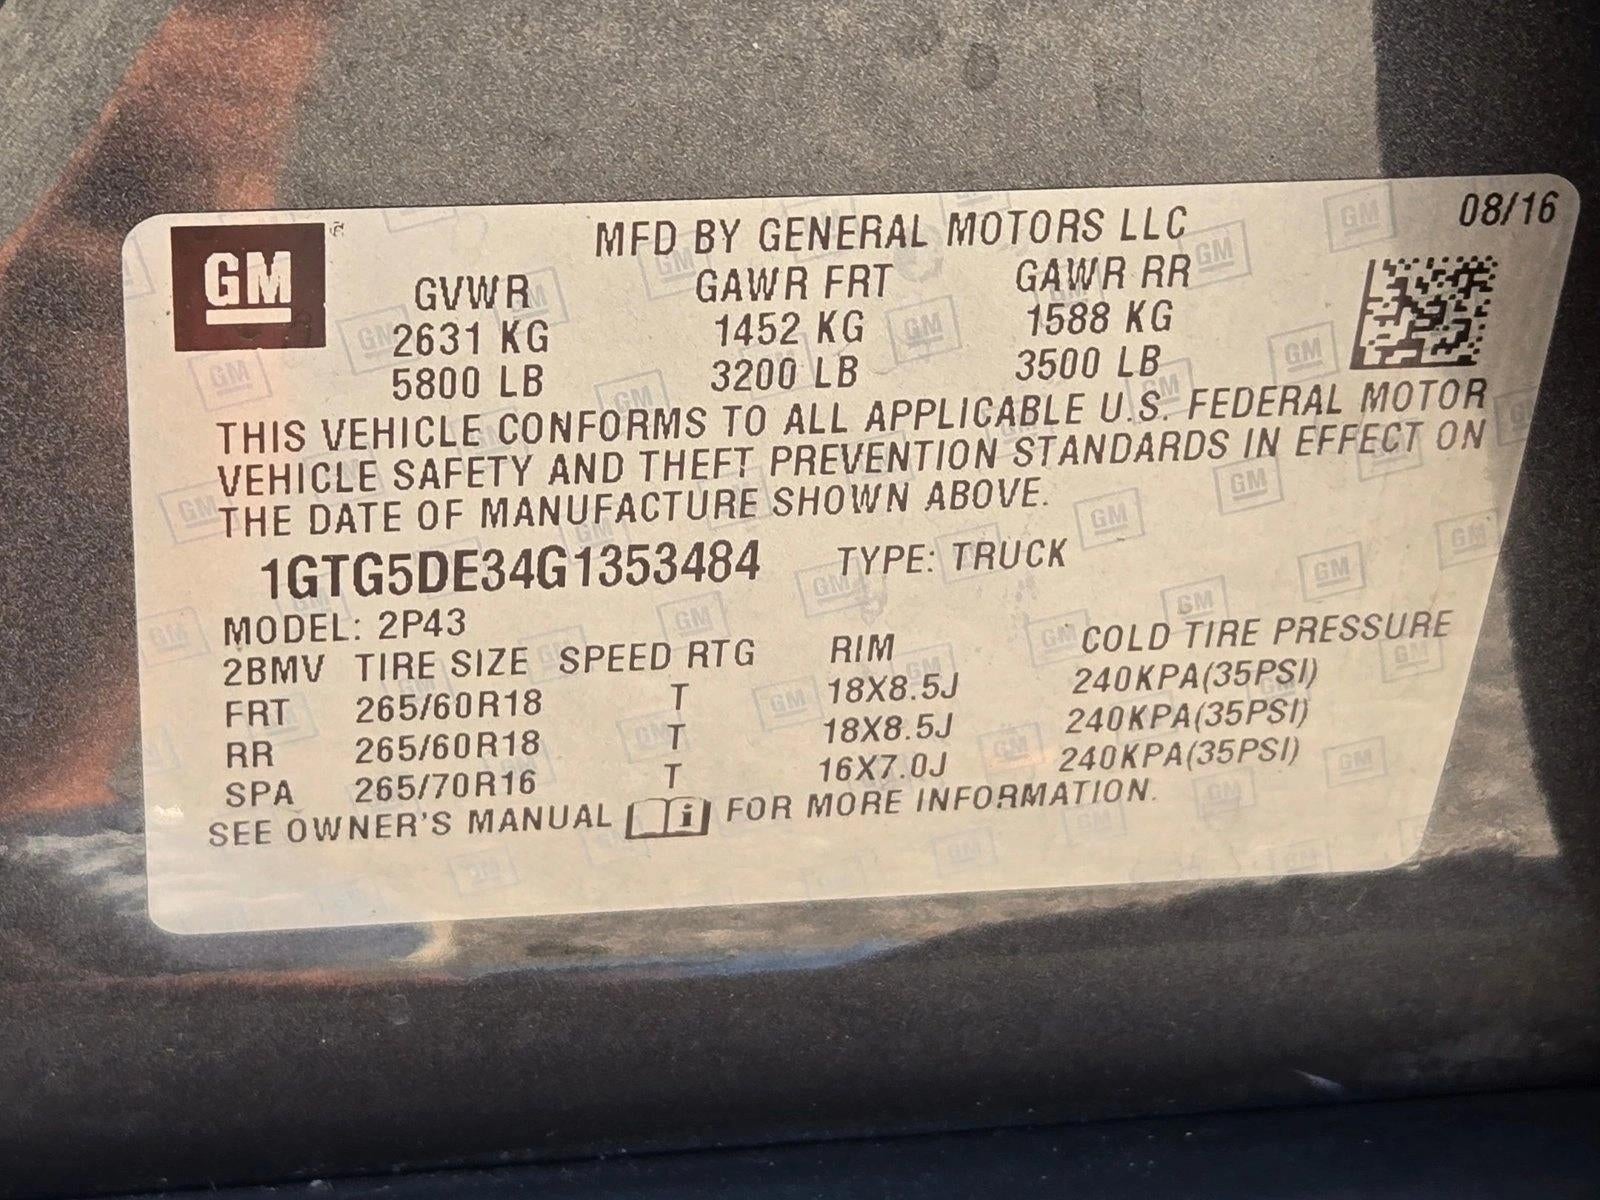 08/16
GM
MFD BY GENERAL MOTORS LLC
GVWR GAWR FRT GAWR RR
2631 KG 1452 KG 1588 KG
5800 LB 3200 LB 3500 LB
THIS VEHICLE CONFORMS TO ALL APPLICABLE U.S. FEDERAL MOTOR
VEHICLE SAFETY AND THEFT PREVENTION STANDARDS IN EFFECT ON
THE DATE OF MANUFACTURE SHOWN ABOVE.
1GTG5DE34G1353484 TYPE: TRUCK
MODEL: 2P43
2BMV TIRE SIZE SPEED RTG RIM COLD TIRE PRESSURE
FRT 265/60R18 T 18X8.5J 240KPA(35PSI)
RR 265/60R18 T 18X8.5J 240KPA(35PSI)
SPA 265/70R16 T 16X7.0J 240KPA(35PSI)
SEE OWNER'S MANUAL i FOR MORE INFORMATION.